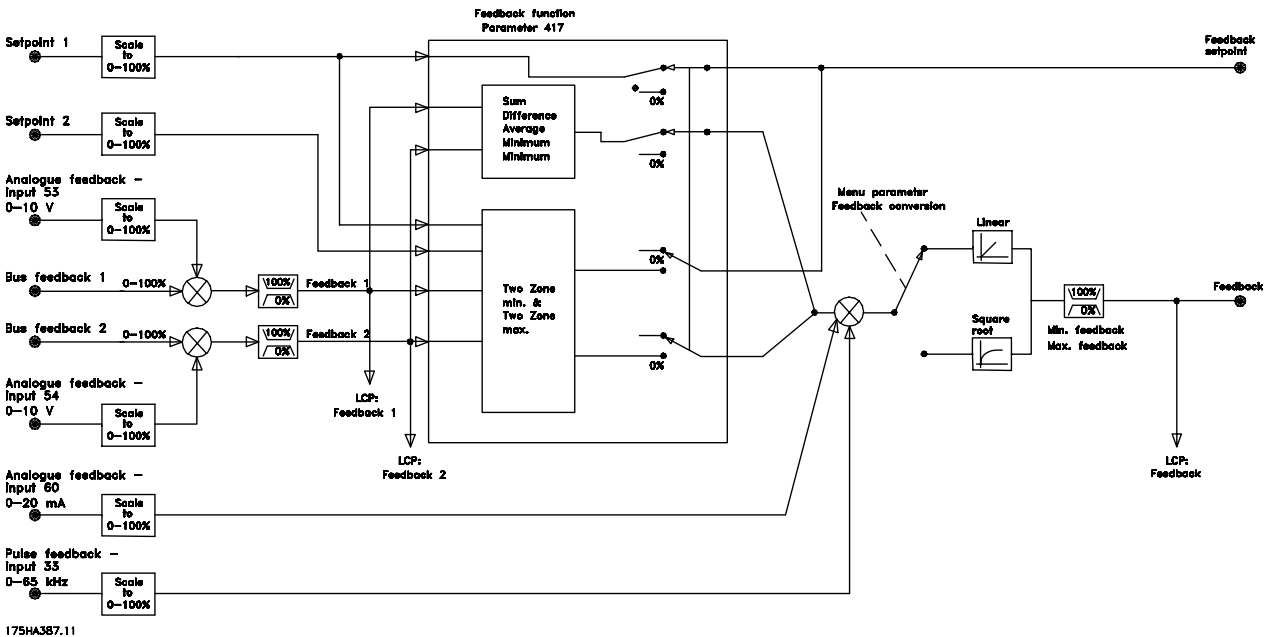 Feedback function
Parameter 417
Setpoint 1
Scale
to
0-100%
Feedback
setpoint
0%
Sum
Difference
Average
Minimum
Minimum
0%
Setpoint 2
Scale
to
0-100%
Analogue feedback -
input 53
0-10 V
Scale
to
0-100%
Menu parameter
Feedback conversion
Linear
Bus feedback 1
0-100%
100%
0%
Feedback 1
Two Zone
min. &
Two Zone
max.
0%
Bus feedback 2
0-100%
100%
0%
Feedback 2
0%
Square
root
100%
0%
Min. feedback
Max. feedback
Feedback
Analogue feedback -
input 54
0-10 V
Scale
to
0-100%
LCP:
Feedback 1
LCP:
Feedback 2
LCP:
Feedback
Analogue feedback -
input 60
0-20 mA
Scale
to
0-100%
Pulse feedback -
input 33
0-65 kHz
Scale
to
0-100%
175HA387.11